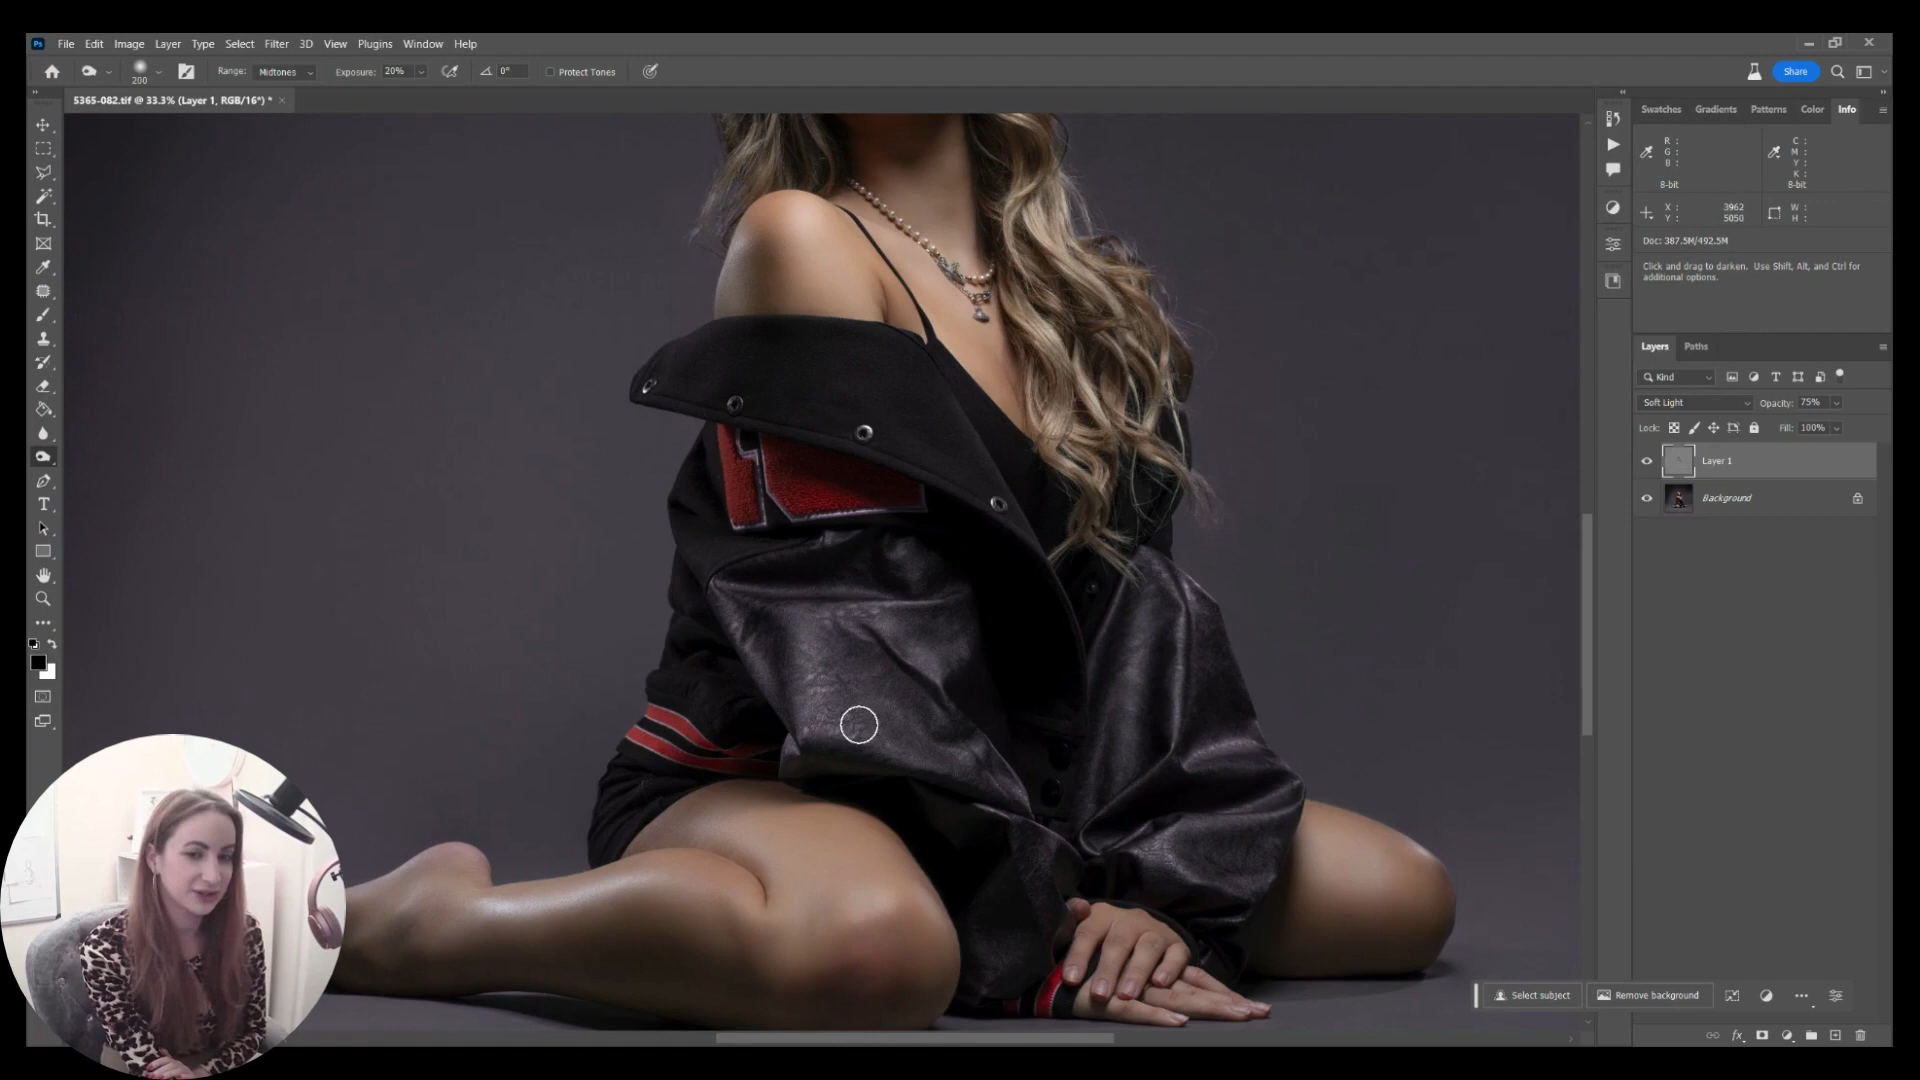 Ps File Edit Image Layer Type Select Filter 3D View Plugins Window Help
200 Range: Midtones Exposure: 20% 0° Protect Tones Share
5365-082.tif @ 33.3% (Layer 1, RGB/16*) *
Swatches Gradients Patterns Color Info
R : C :
G : M :
B : Y :
K :
8-bit 8-bit
X : 3962 W :
Y : 5050 H :
Doc: 387.5M/492.5M
Click and drag to darken. Use Shift, Alt, and Ctrl for
additional options.
Layers Paths
Kind
Soft Light Opacity: 75%
Lock: Fill: 100%
Layer 1
Background
Select subject Remove background
fx